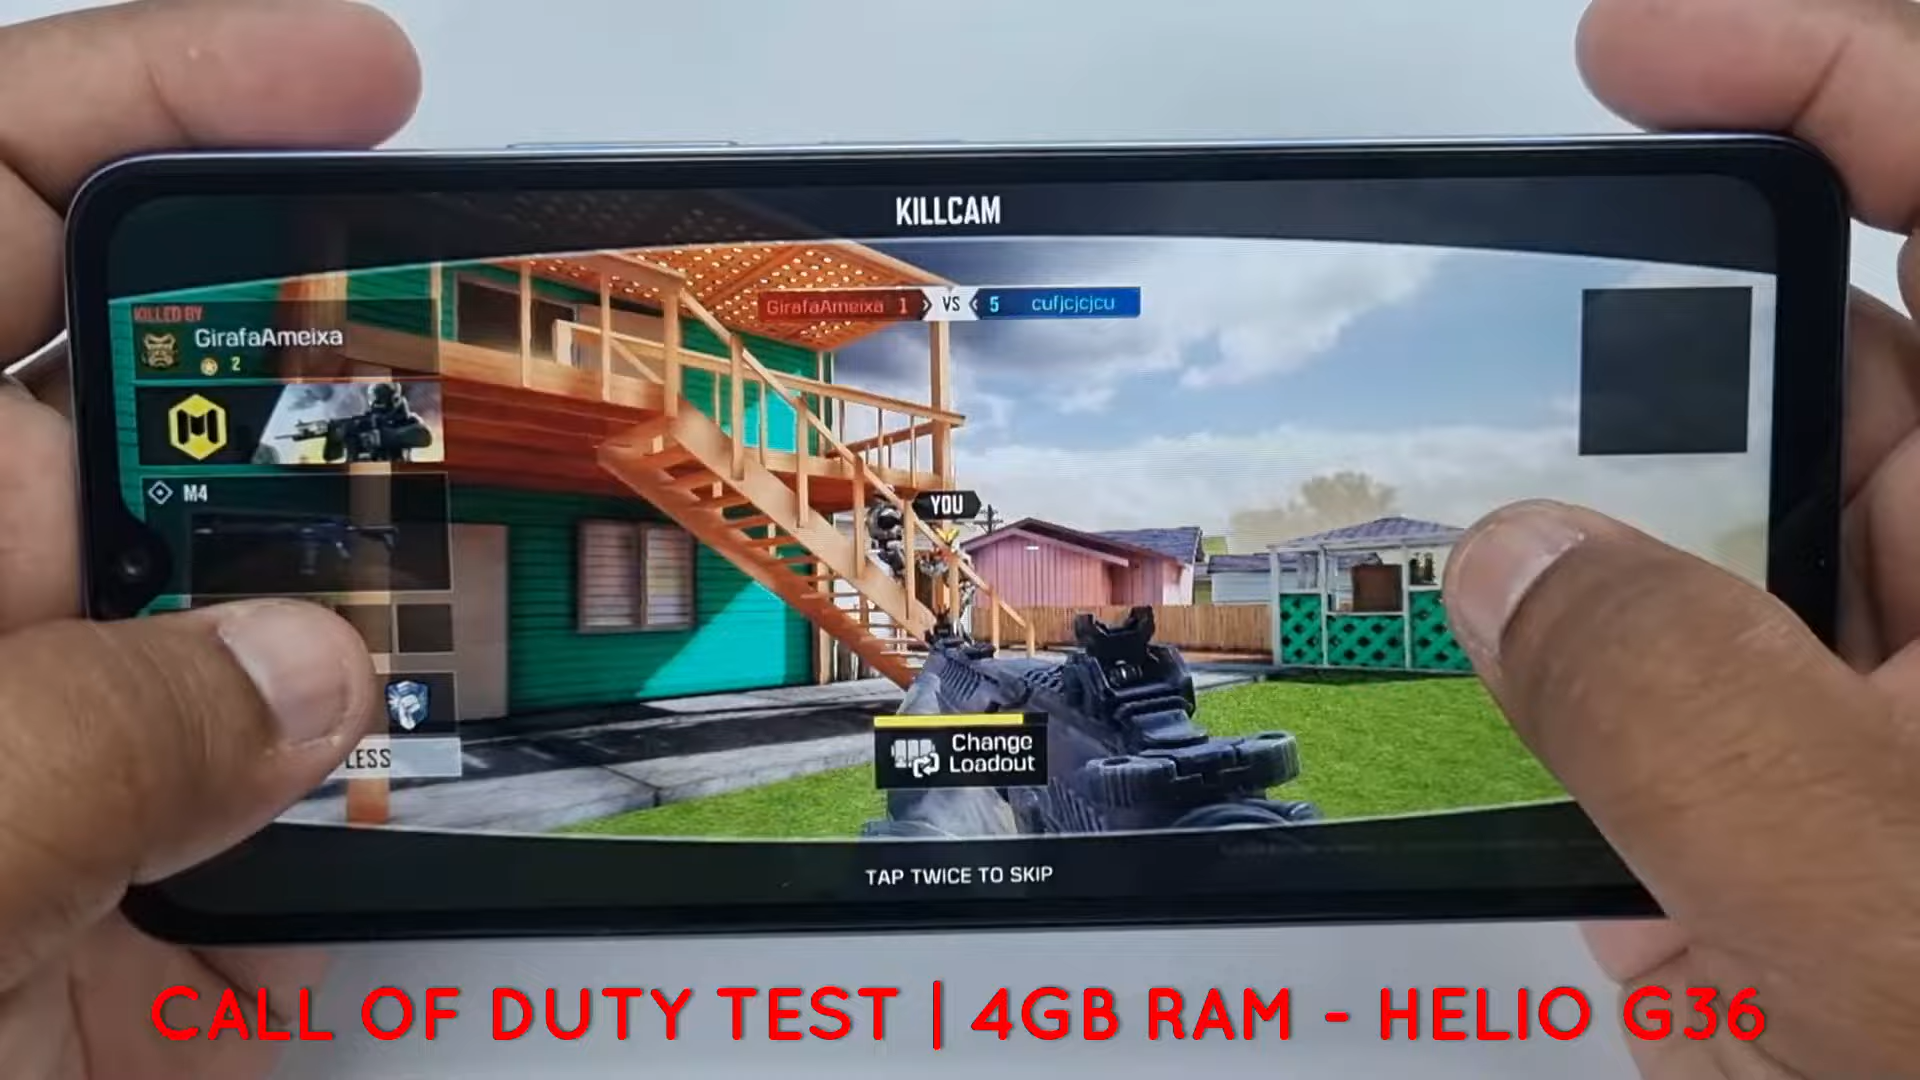 KILLCAM
KILLED BY
GirafaAmeixa
2
GirafaAmeixa 1 VS 5 cufjcjcjcu
M4
YOU
LESS
Change
Loadout
TAP TWICE TO SKIP
CALL OF DUTY TEST | 4GB RAM - HELIO G36